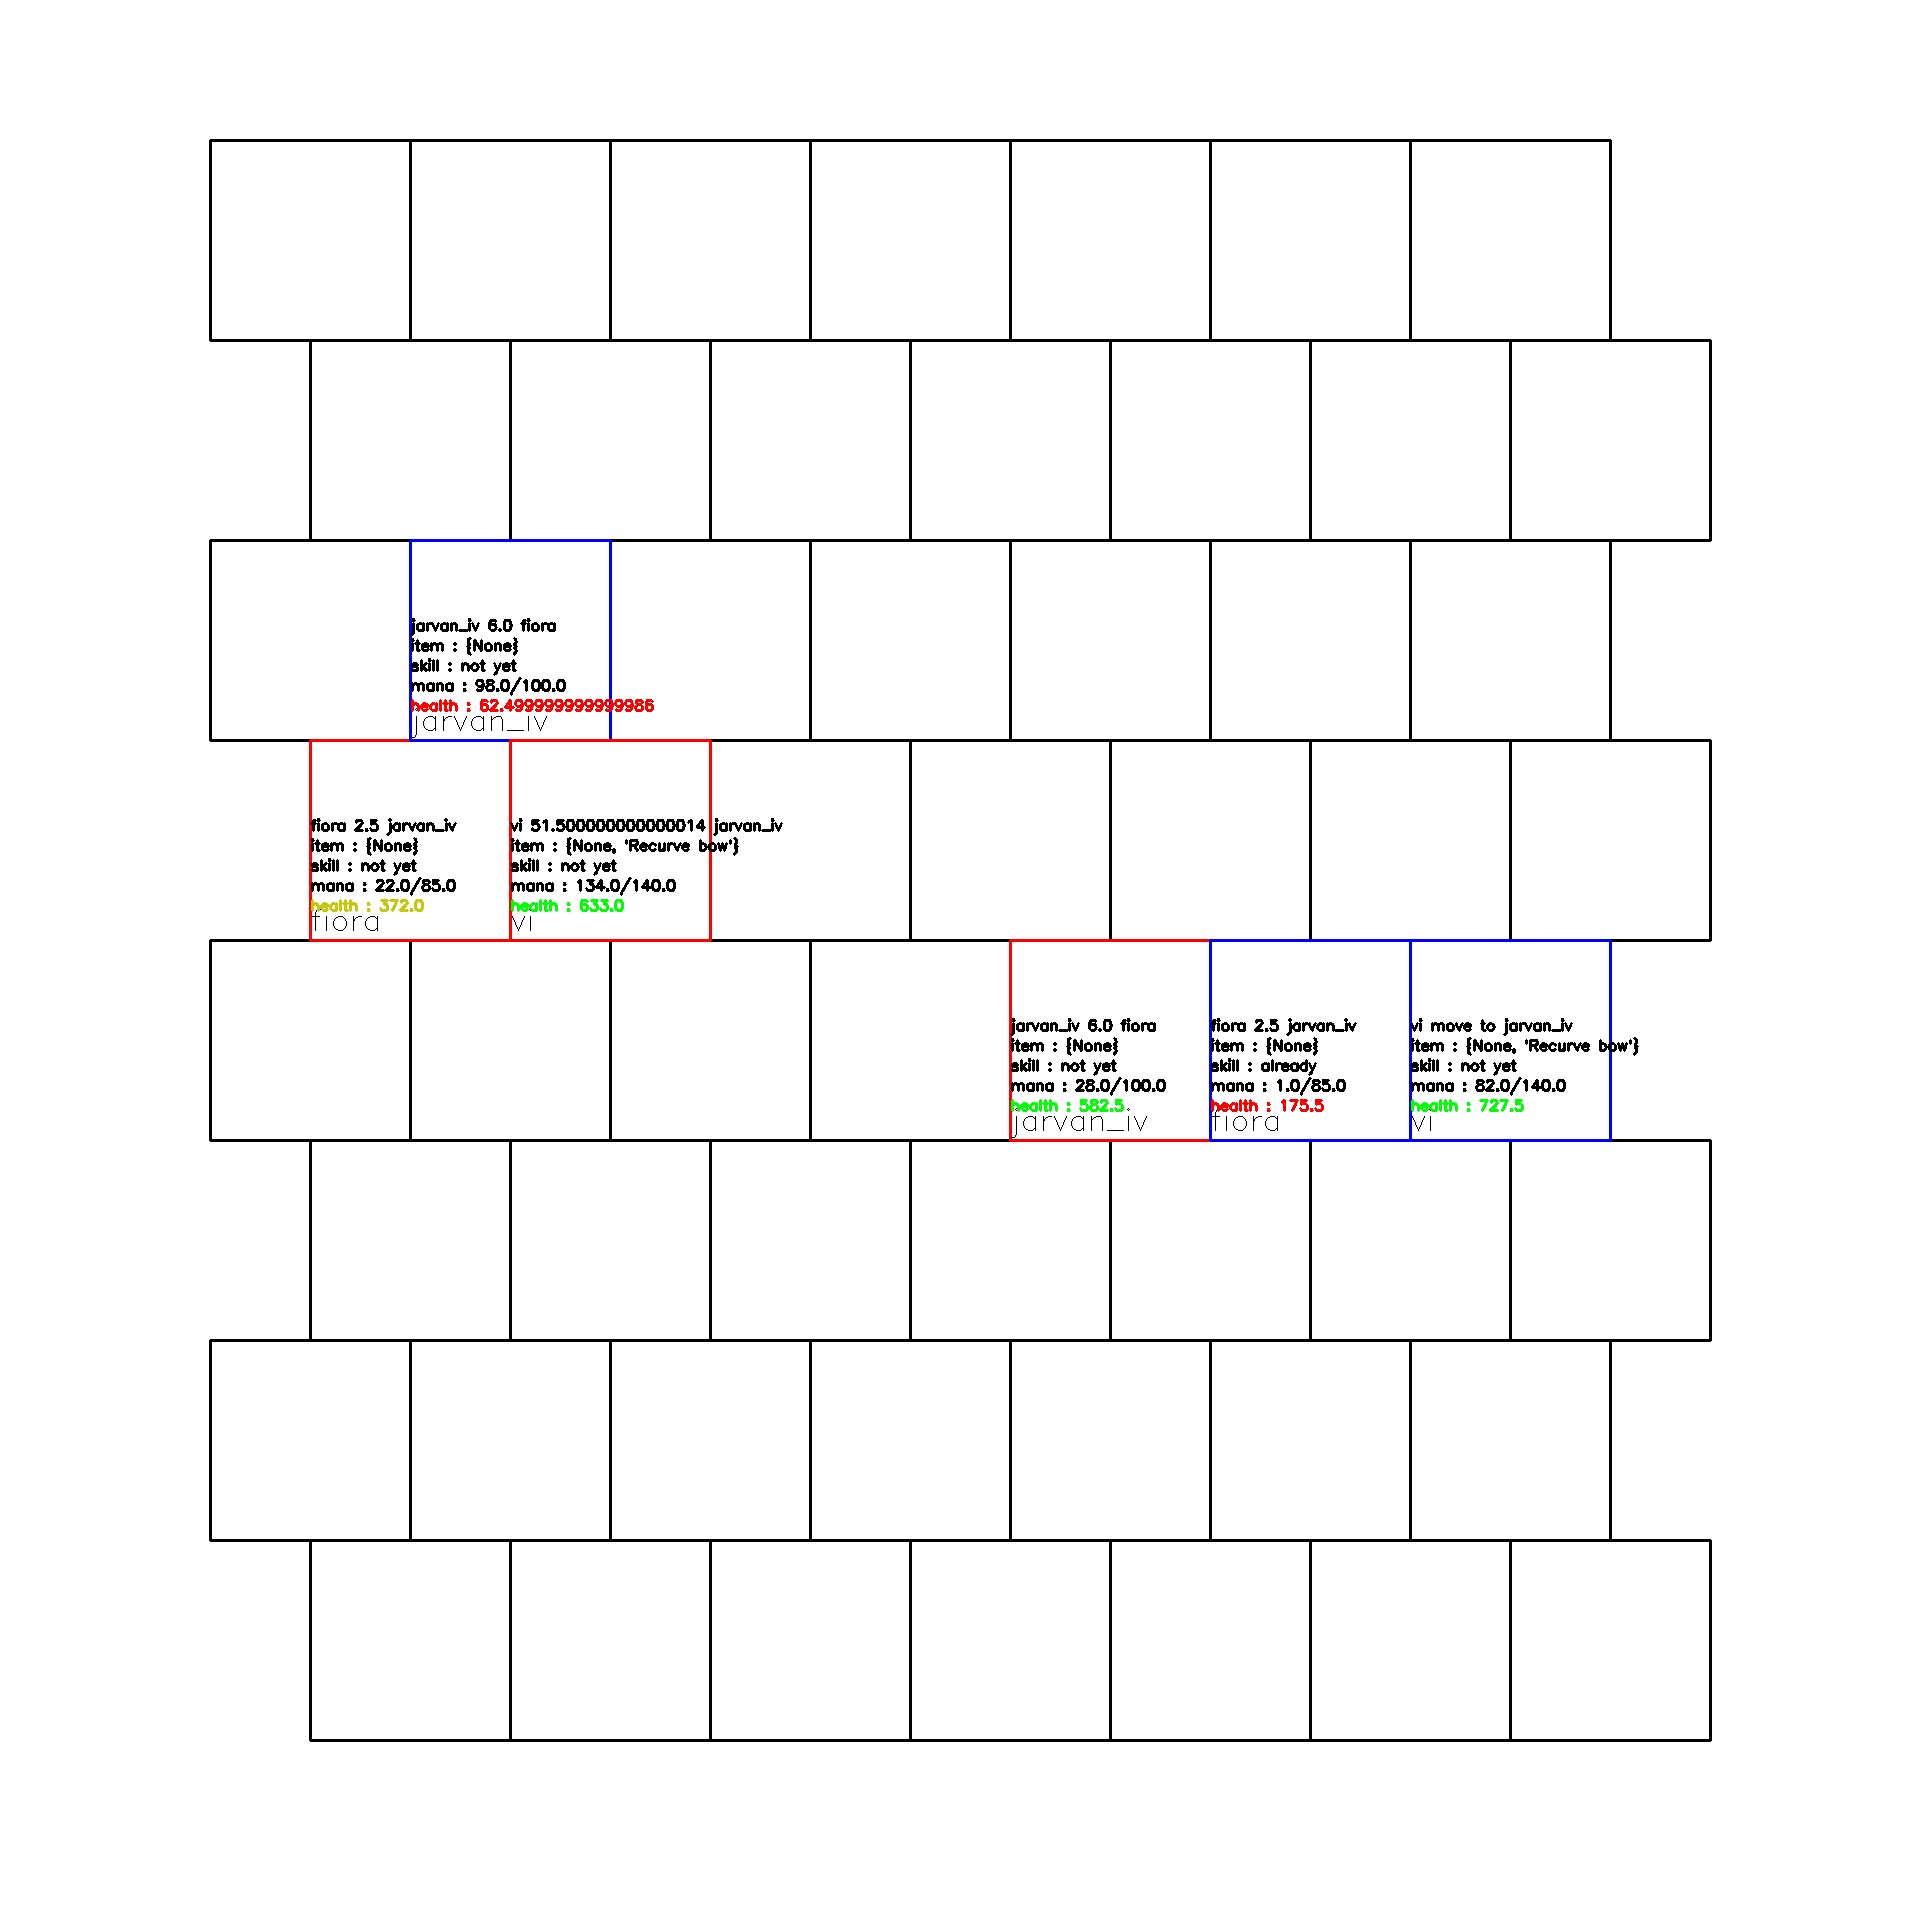 jarvan_iv 6.0 fiora
item : {None}
skill : not yet
mana : 98.0/100.0
health : 62.499999999999986
jarvan_iv
fiora 2.5 jarvan_iv
item : {None}
skill : not yet
mana : 22.0/85.0
health : 372.0
fiora
vi 51.500000000000014 jarvan_iv
item : {None, 'Recurve bow'}
skill : not yet
mana : 134.0/140.0
health : 633.0
vi
jarvan_iv 6.0 fiora
item : {None}
skill : not yet
mana : 28.0/100.0
health : 582.5
jarvan_iv
fiora 2.5 jarvan_iv
item : {None}
skill : already
mana : 1.0/85.0
health : 175.5
fiora
vi move to jarvan_iv
item : {None, 'Recurve bow'}
skill : not yet
mana : 82.0/140.0
health : 727.5
vi